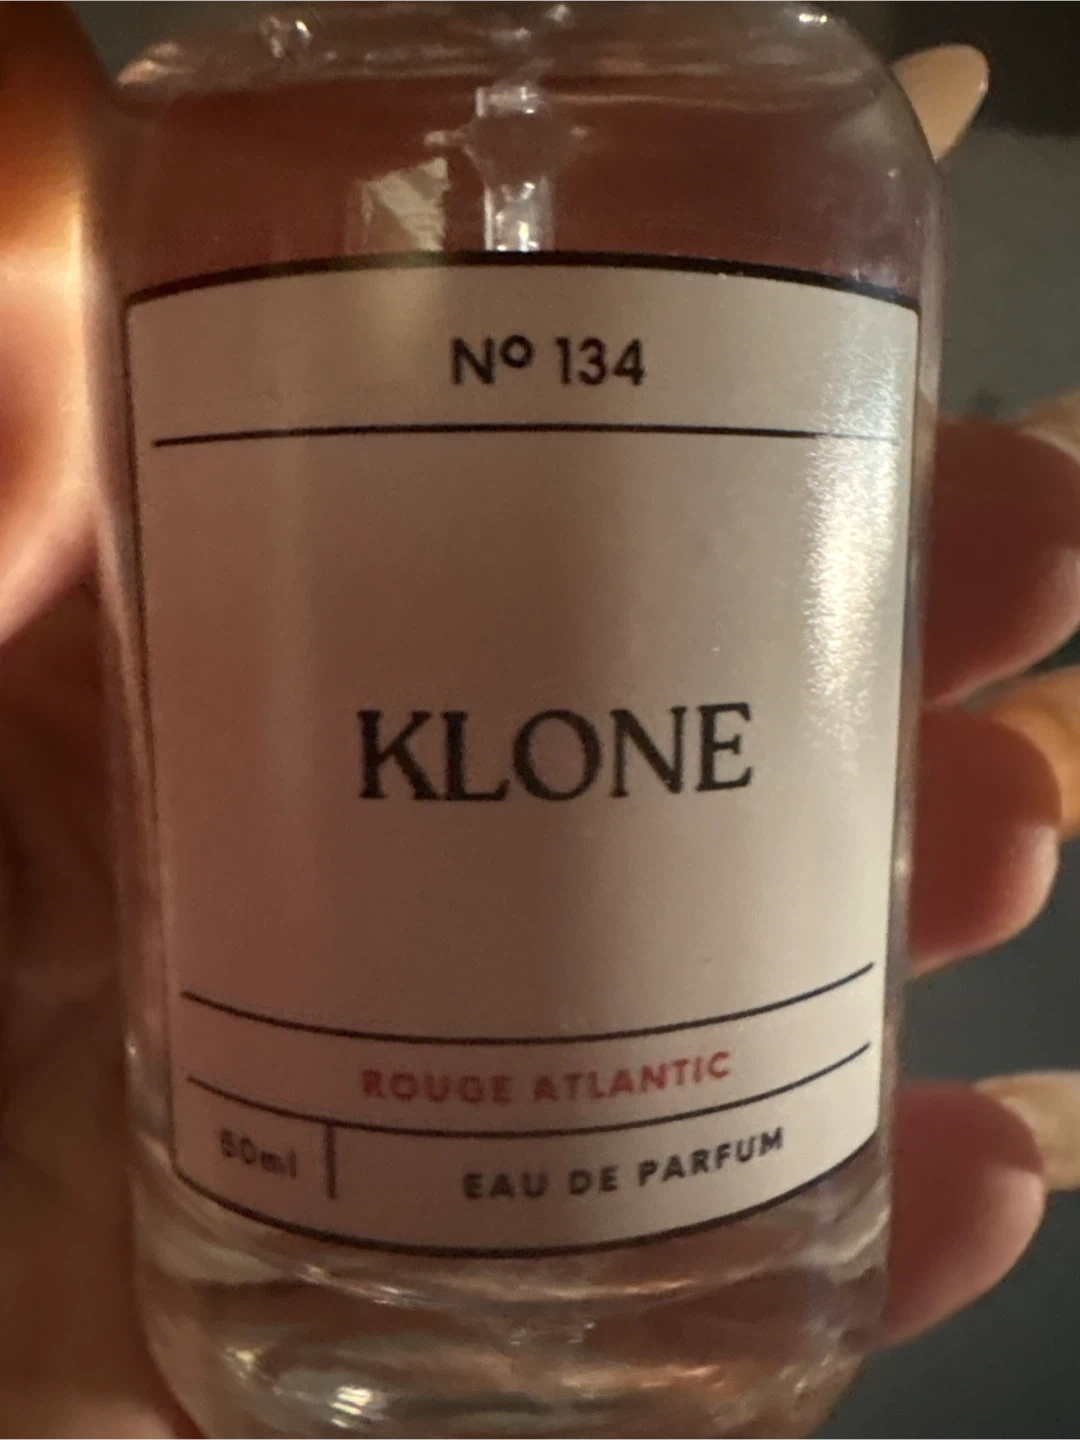 Nº 134
KLONE
ROUGE ATLANTIC
50ml
EAU DE PARFUM